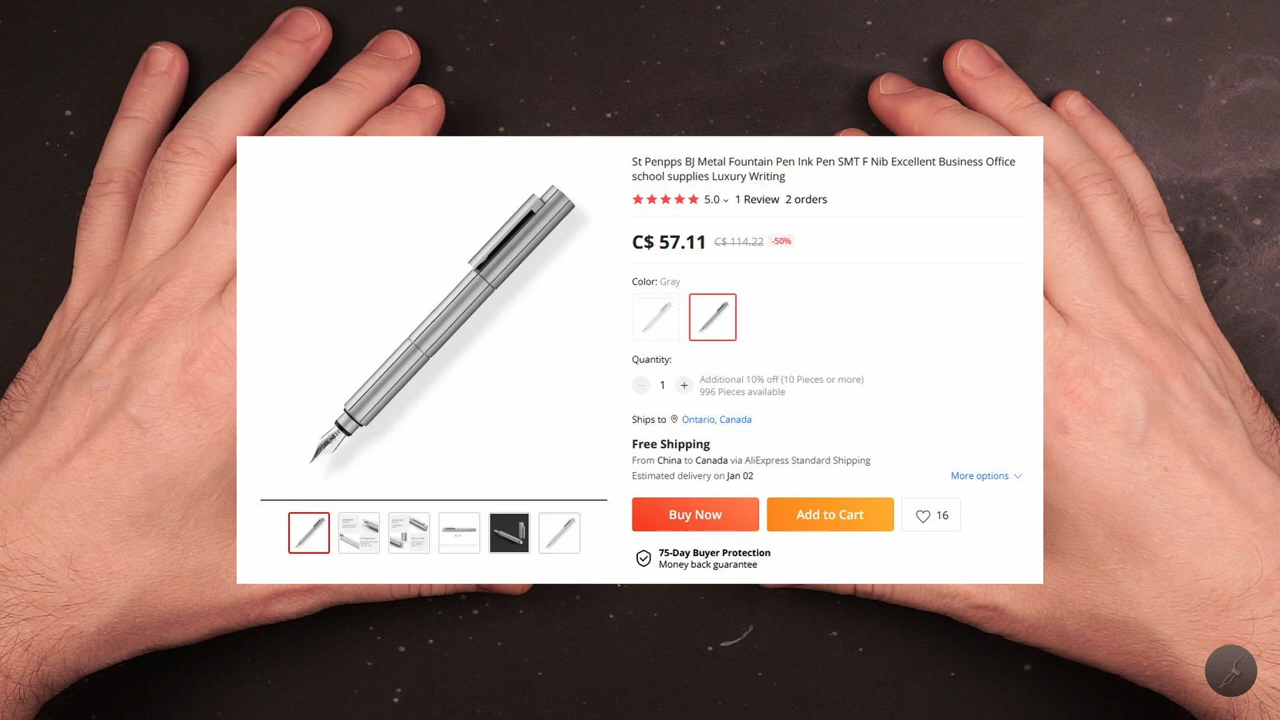 St Penpps BJ Metal Fountain Pen Ink Pen SMT F Nib Excellent Business Office
school supplies Luxury Writing
5.0 1 Review 2 orders
C$ 57.11 C$ 114.22 -50%
Color: Gray
Quantity:
1 Additional 10% off (10 Pieces or more)
996 Pieces available
Ships to Ontario, Canada
Free Shipping
From China to Canada via AliExpress Standard Shipping
Estimated delivery on Jan 02 More options
Buy Now Add to Cart 16
75-Day Buyer Protection
Money back guarantee